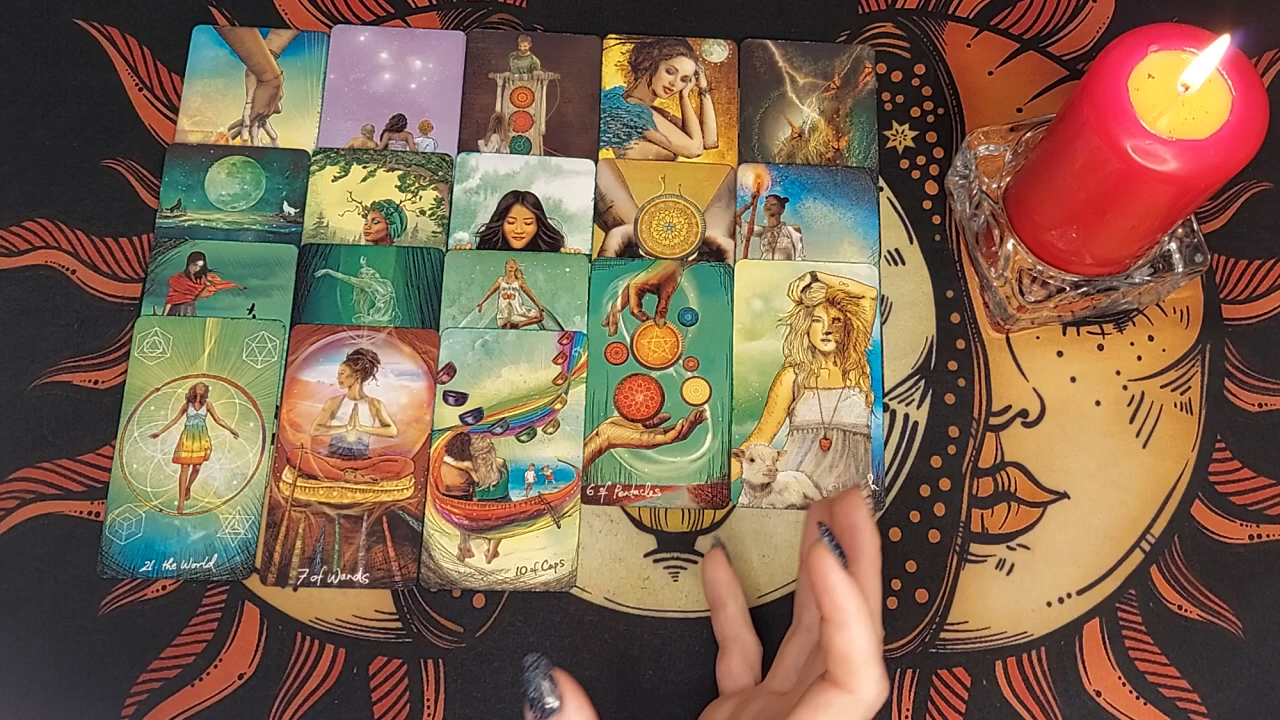 21. the World
7 of Wands
10 of Cups
6 of Pentacles